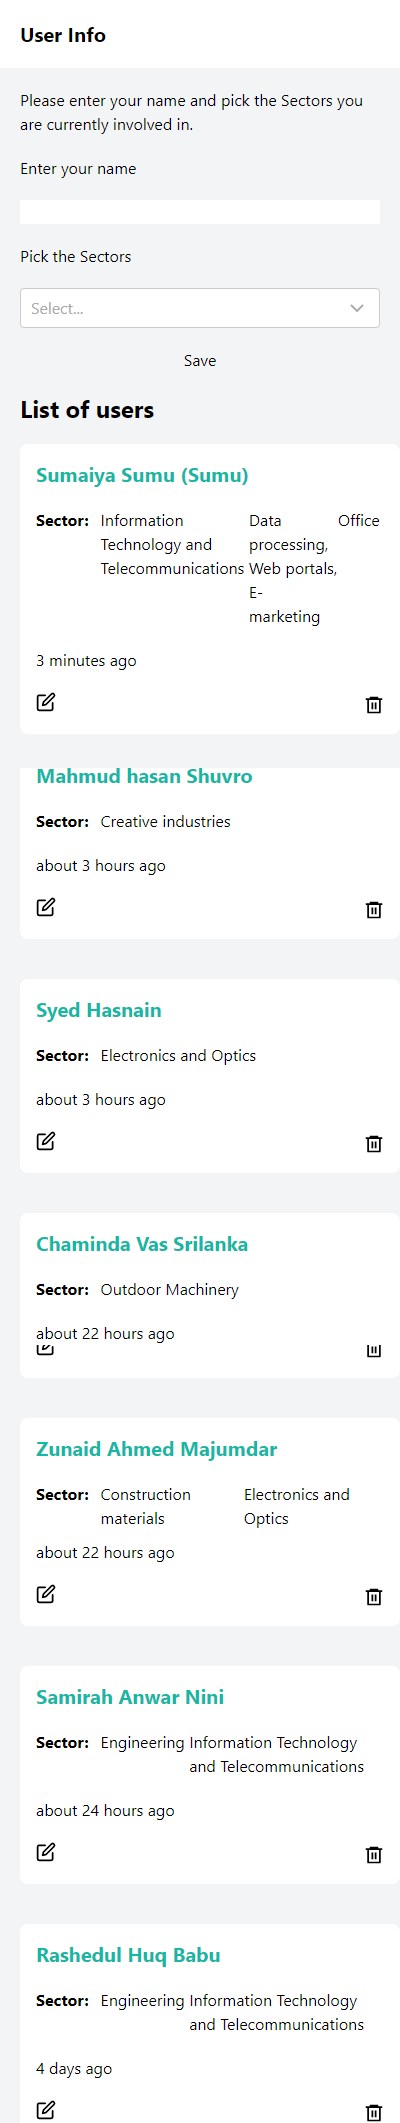 User Info
Please enter your name and pick the Sectors you
are currently involved in.
Enter your name
Pick the Sectors
Select...
Save
List of users
Sumaiya Sumu (Sumu)
Sector: Information Data Office
Technology and processing,
Telecommunications Web portals,
E-
marketing
3 minutes ago
Mahmud hasan Shuvro
Sector: Creative industries
about 3 hours ago
Syed Hasnain
Sector: Electronics and Optics
about 3 hours ago
Chaminda Vas Srilanka
Sector: Outdoor Machinery
about 22 hours ago
Zunaid Ahmed Majumdar
Sector: Construction Electronics and
materials Optics
about 22 hours ago
Samirah Anwar Nini
Sector: Engineering Information Technology
and Telecommunications
about 24 hours ago
Rashedul Huq Babu
Sector: Engineering Information Technology
and Telecommunications
4 days ago